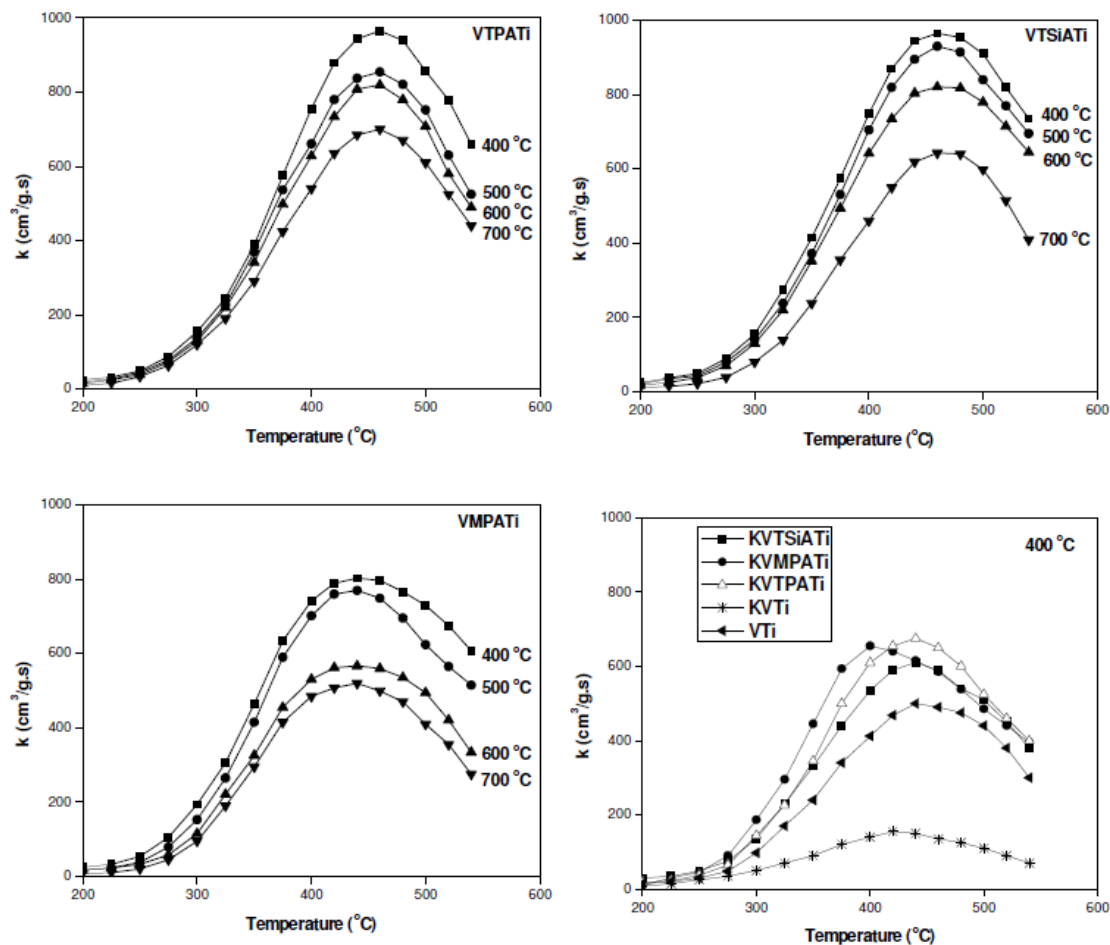 VTPATi
1000
800
600
400
200
0
k (cm³/g.s)
400 °C
500 °C
600 °C
700 °C
200
300
400
500
600
Temperature (°C)
VTSiATi
1000
800
600
400
200
0
k (cm³/g.s)
400 °C
500 °C
600 °C
700 °C
200
300
400
500
600
Temperature (°C)
VMPATi
1000
800
600
400
200
0
k (cm³/g.s)
400 °C
500 °C
600 °C
700 °C
200
300
400
500
600
Temperature (°C)
KVTSiATi
KVMPATi
KVTPATi
KVTi
VTi
400 °C
1000
800
600
400
200
0
k (cm³/g.s)
200
300
400
500
600
Temperature (°C)